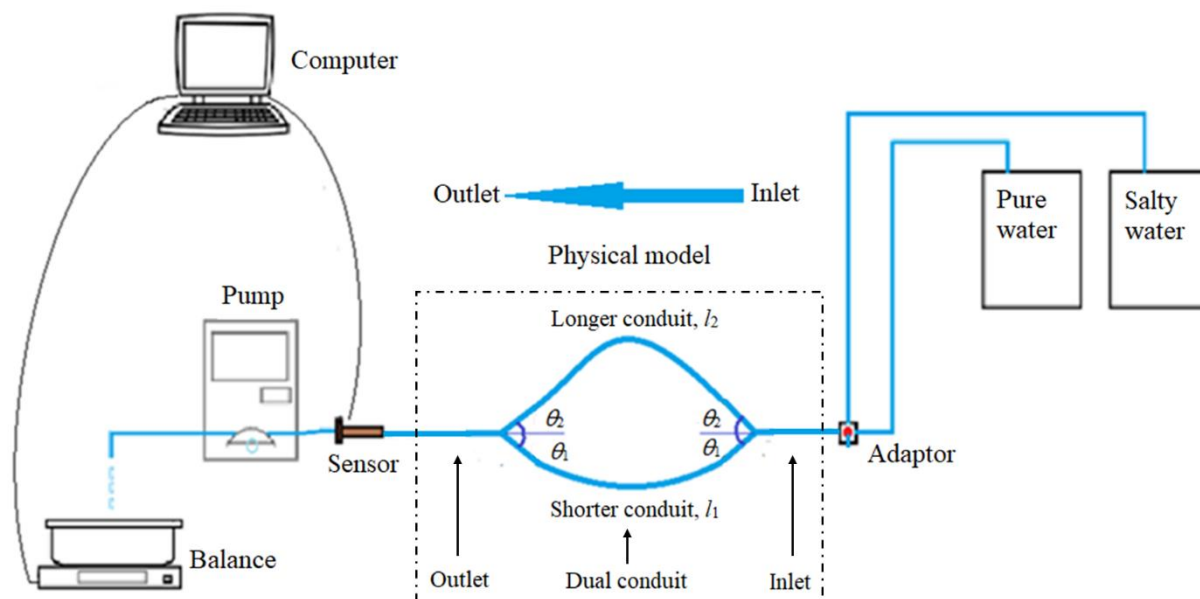 Computer
Outlet
Inlet
Pure
water
Salty
water
Physical model
Pump
Longer conduit, l₂
θ₂
θ₁
θ₂
θ₁
Sensor
Adaptor
Shorter conduit, l₁
Balance
Outlet
Dual conduit
Inlet